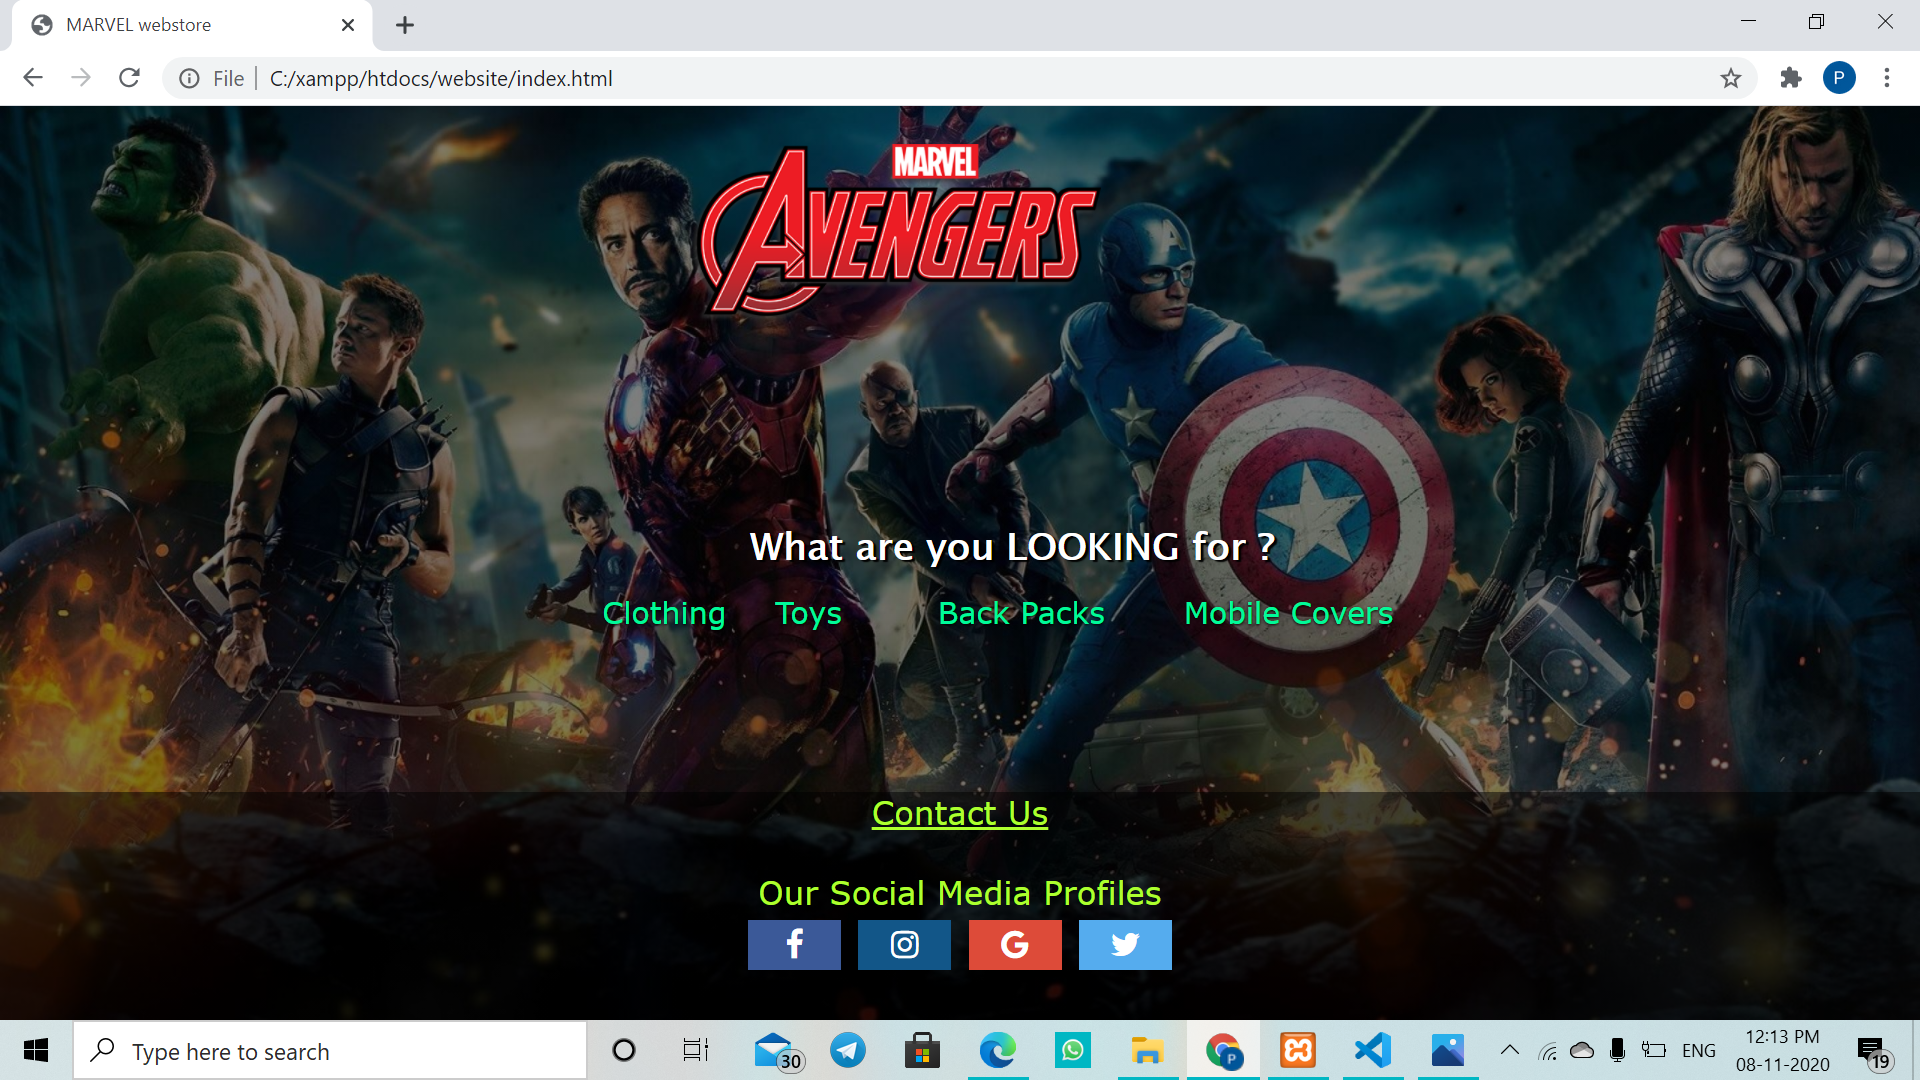 MARVEL webstore
File
C:/xampp/htdocs/website/index.html
P
MARVEL
AVENGERS
What are you LOOKING for ?
Clothing Toys Back Packs Mobile Covers
Contact Us
Our Social Media Profiles
f G
Type here to search
30
P
ENG
12:13 PM
08-11-2020
19